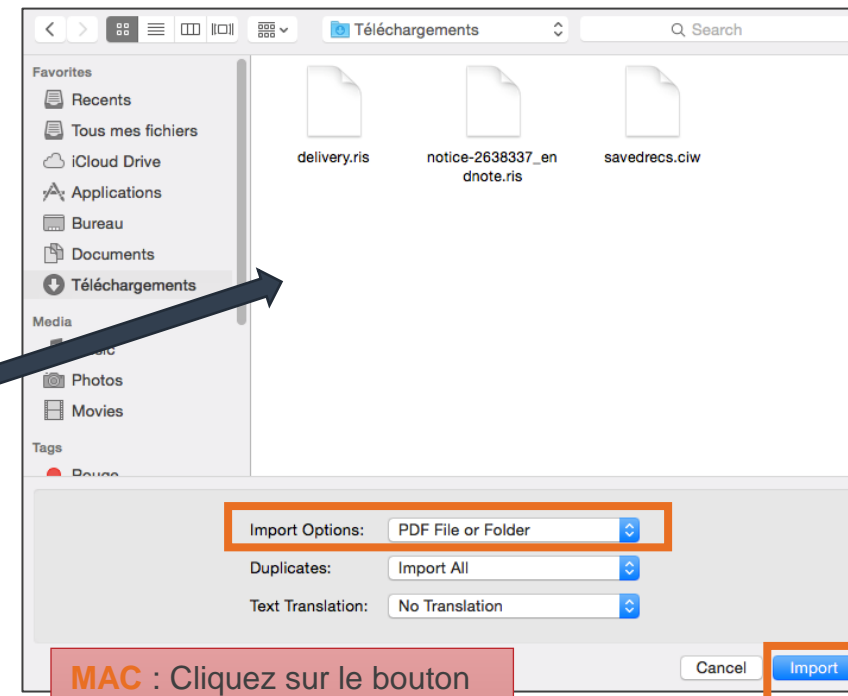 Téléchargements
Search
Favorites
Recents
Tous mes fichiers
iCloud Drive
Applications
Bureau
Documents
Téléchargements
Media
Photos
Movies
Tags
Rouge
delivery.ris
notice-2638337_en
dnote.ris
savedrecs.ciw
Import Options: PDF File or Folder
Duplicates: Import All
Text Translation: No Translation
Cancel Import
MAC : Cliquez sur le bouton